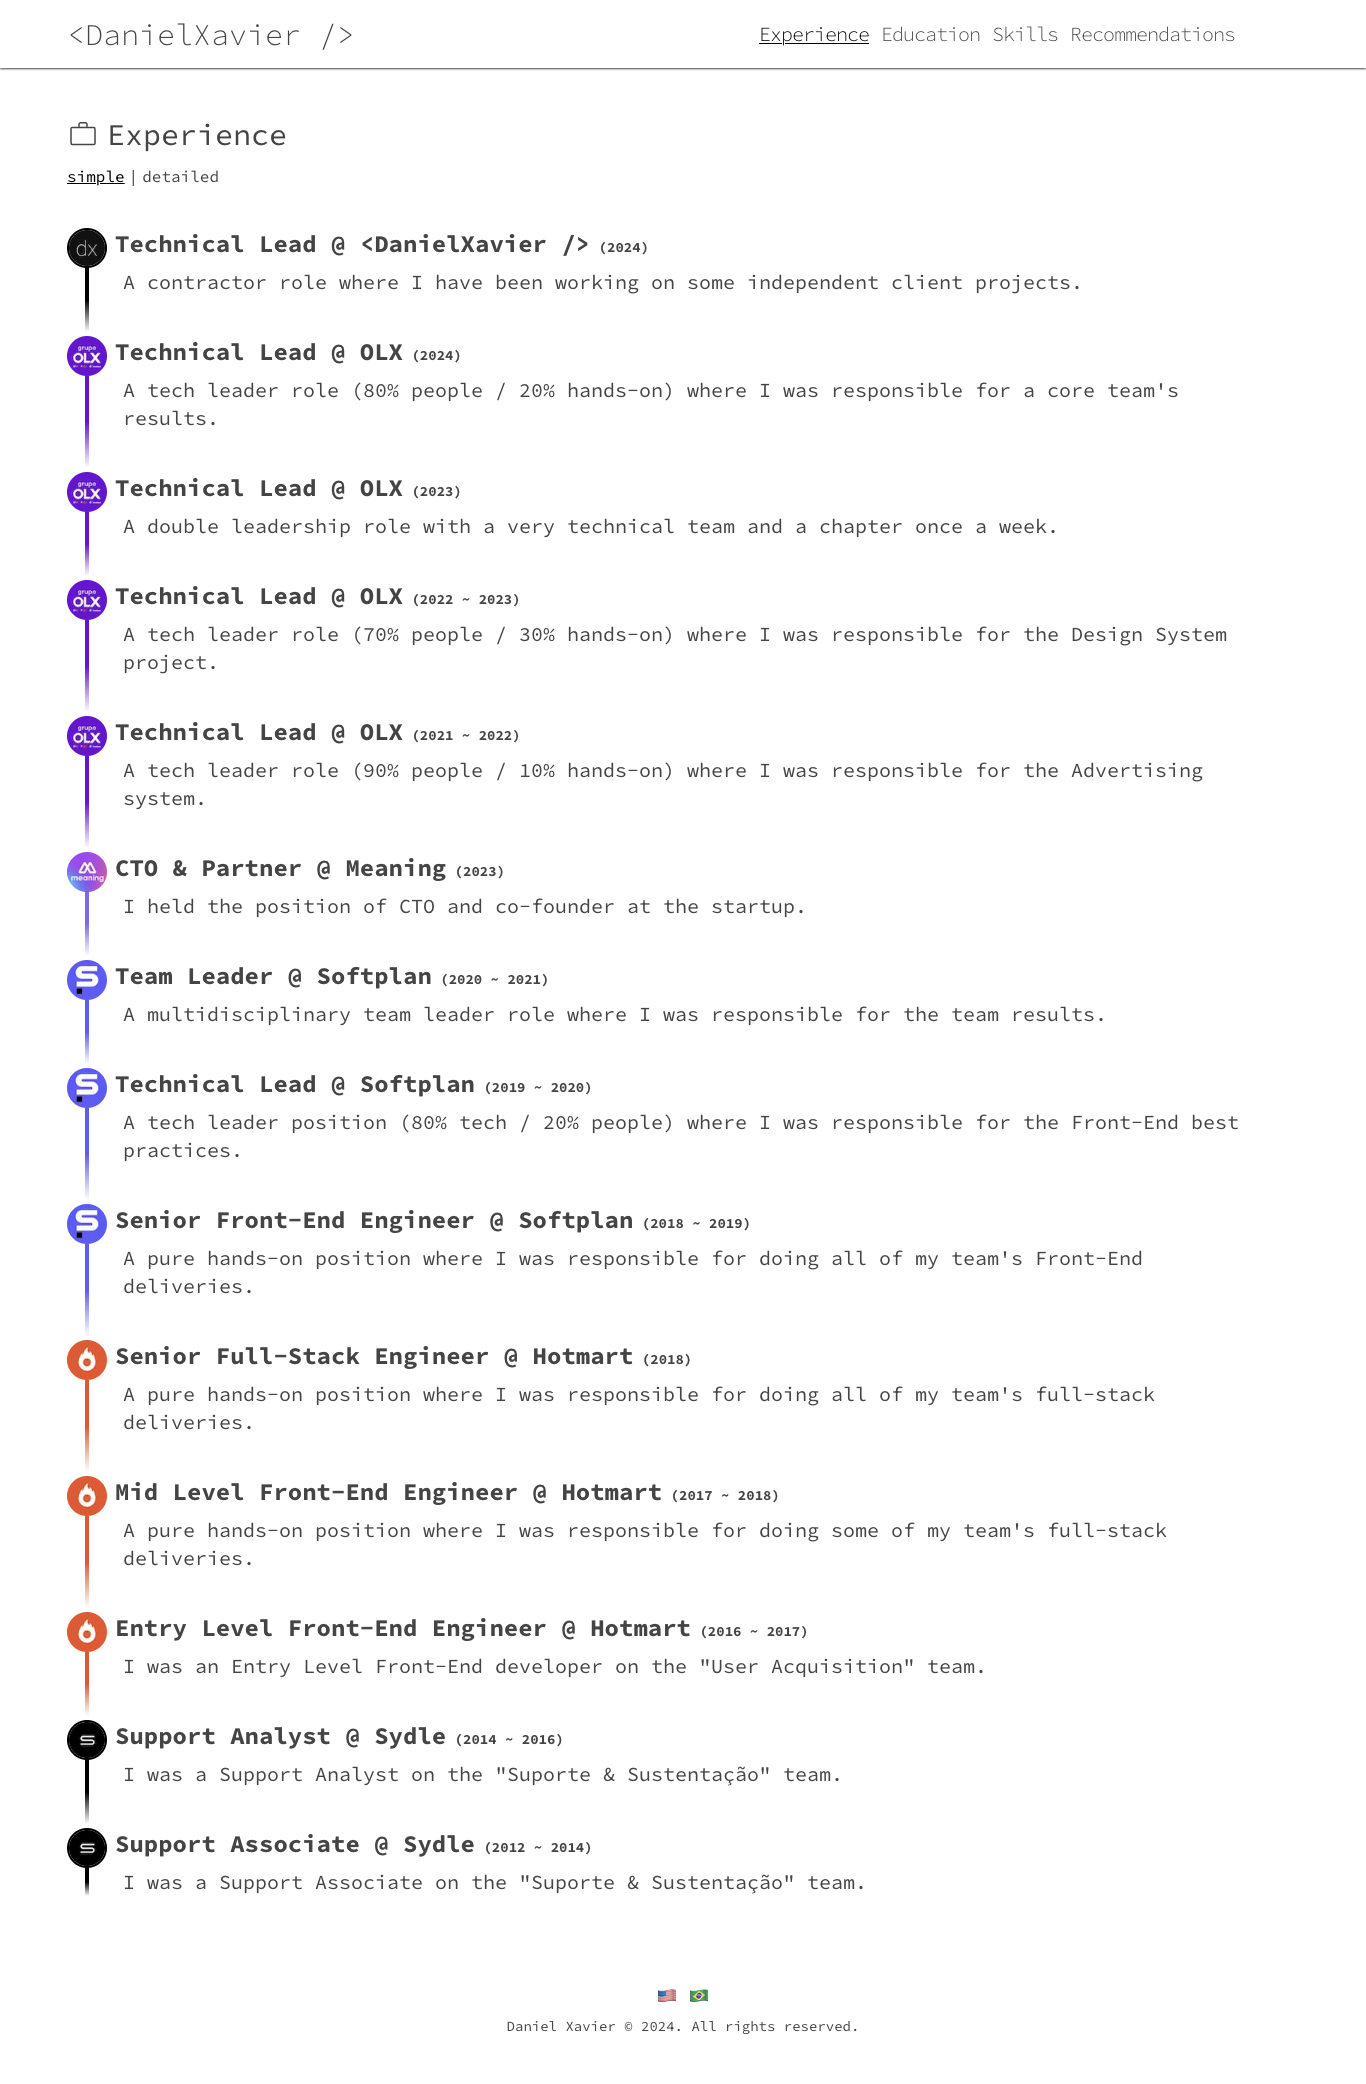 <DanielXavier />
Experience Education Skills Recommendations
Experience
simple | detailed
dx
Technical Lead @ <DanielXavier /> (2024)
A contractor role where I have been working on some independent client projects.
grupo
OLX
Technical Lead @ OLX (2024)
A tech leader role (80% people / 20% hands-on) where I was responsible for a core team's
results.
grupo
OLX
Technical Lead @ OLX (2023)
A double leadership role with a very technical team and a chapter once a week.
grupo
OLX
Technical Lead @ OLX (2022 ~ 2023)
A tech leader role (70% people / 30% hands-on) where I was responsible for the Design System
project.
grupo
OLX
Technical Lead @ OLX (2021 ~ 2022)
A tech leader role (90% people / 10% hands-on) where I was responsible for the Advertising
system.
meaning
CTO & Partner @ Meaning (2023)
I held the position of CTO and co-founder at the startup.
Team Leader @ Softplan (2020 ~ 2021)
A multidisciplinary team leader role where I was responsible for the team results.
Technical Lead @ Softplan (2019 ~ 2020)
A tech leader position (80% tech / 20% people) where I was responsible for the Front-End best
practices.
Senior Front-End Engineer @ Softplan (2018 ~ 2019)
A pure hands-on position where I was responsible for doing all of my team's Front-End
deliveries.
Senior Full-Stack Engineer @ Hotmart (2018)
A pure hands-on position where I was responsible for doing all of my team's full-stack
deliveries.
Mid Level Front-End Engineer @ Hotmart (2017 ~ 2018)
A pure hands-on position where I was responsible for doing some of my team's full-stack
deliveries.
Entry Level Front-End Engineer @ Hotmart (2016 ~ 2017)
I was an Entry Level Front-End developer on the "User Acquisition" team.
Support Analyst @ Sydle (2014 ~ 2016)
I was a Support Analyst on the "Suporte & Sustentação" team.
Support Associate @ Sydle (2012 ~ 2014)
I was a Support Associate on the "Suporte & Sustentação" team.
Daniel Xavier © 2024. All rights reserved.